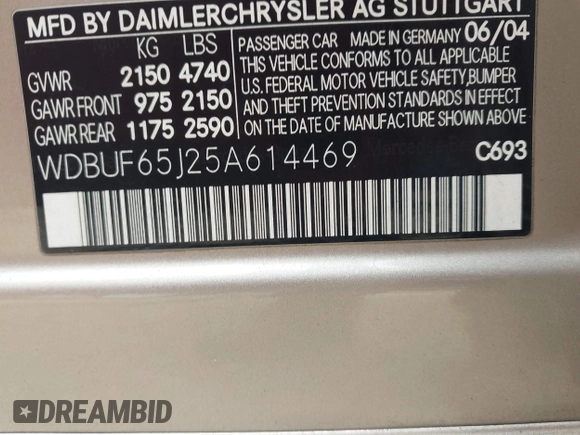 MFD BY DAIMLERCHRYSLER AG STUTTGART
KG LBS
GVWR 2150 4740
GAWR FRONT 975 2150
GAWR REAR 1175 2590
PASSENGER CAR MADE IN GERMANY 06/04
THIS VEHICLE CONFORMS TO ALL APPLICABLE
U.S. FEDERAL MOTOR VEHICLE SAFETY, BUMPER
AND THEFT PREVENTION STANDARDS IN EFFECT
ON THE DATE OF MANUFACTURE SHOWN ABOVE
WDBUF65J25A614469
C693
DREAMBID